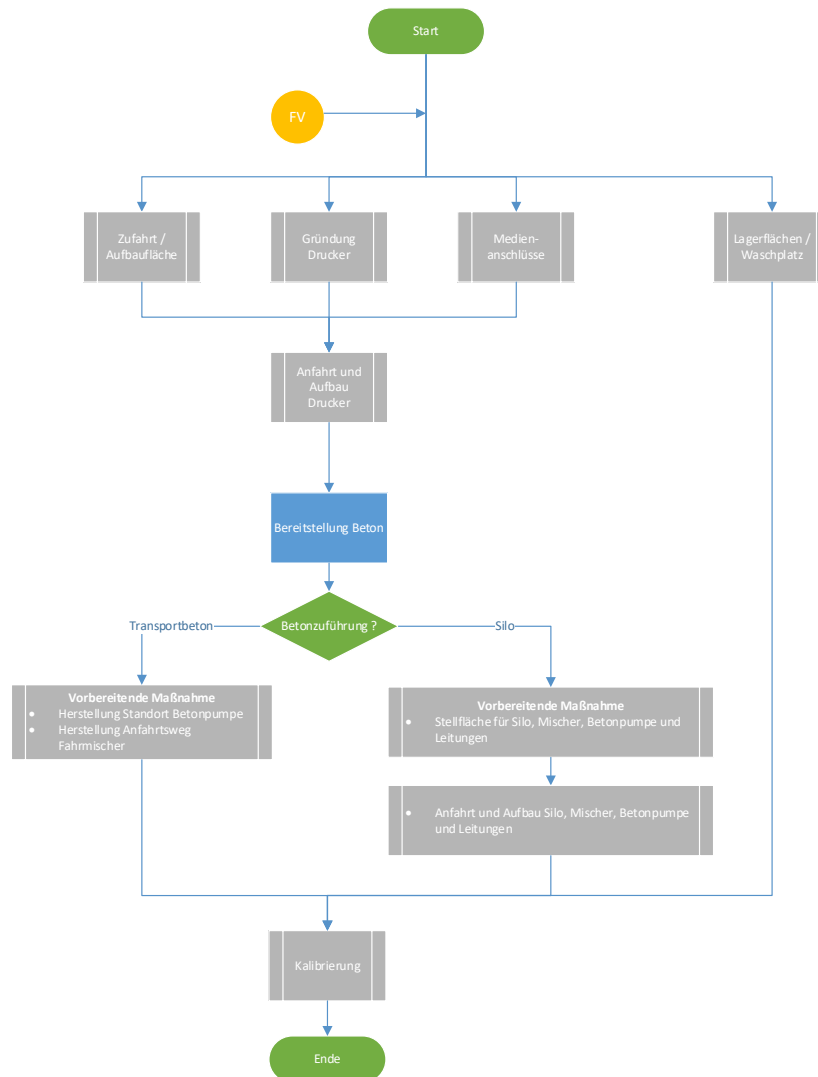 Start
FV
Zufahrt /
Aufbaufläche
Gründung
Drucker
Medien-
anschlüsse
Lagerflächen /
Waschplatz
Anfahrt und
Aufbau
Drucker
Bereitstellung Beton
Betonzuführung ?
Transportbeton
Silo
Vorbereitende Maßnahme
• Herstellung Standort Betonpumpe
• Herstellung Anfahrtsweg
Fahrmischer
Vorbereitende Maßnahme
• Stellfläche für Silo, Mischer, Betonpumpe und
Leitungen
• Anfahrt und Aufbau Silo, Mischer, Betonpumpe
und Leitungen
Kalibrierung
Ende